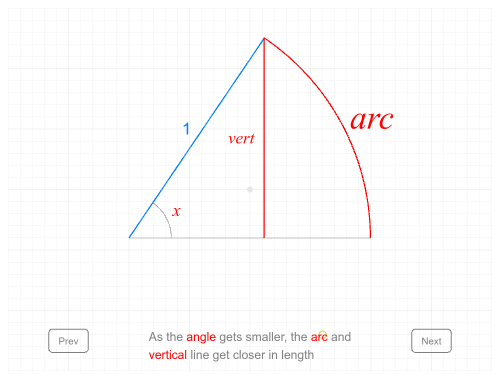 1
vert
arc
x
Prev
As the angle gets smaller, the arc and
vertical line get closer in length
Next